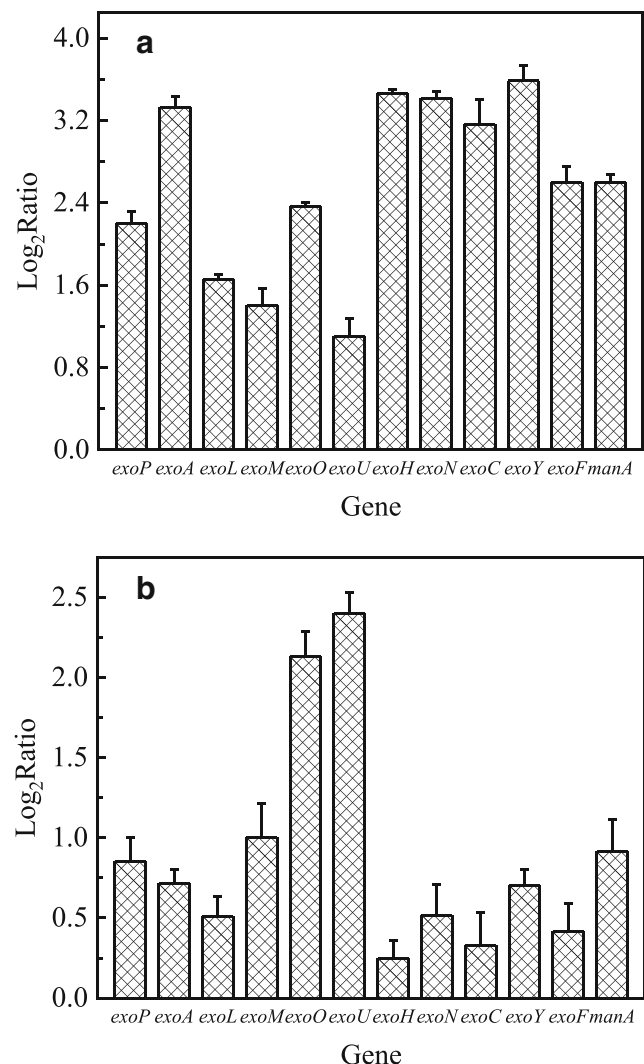 a
4.0
3.2
2.4
1.6
0.8
0.0
Log₂Ratio
exoP exoA exoL exoM exoO exoU exoH exoN exoC exoY exoF manA
Gene
b
2.5
2.0
1.5
1.0
0.5
0.0
Log₂Ratio
exoP exoA exoL exoM exoO exoU exoH exoN exoC exoY exoF manA
Gene